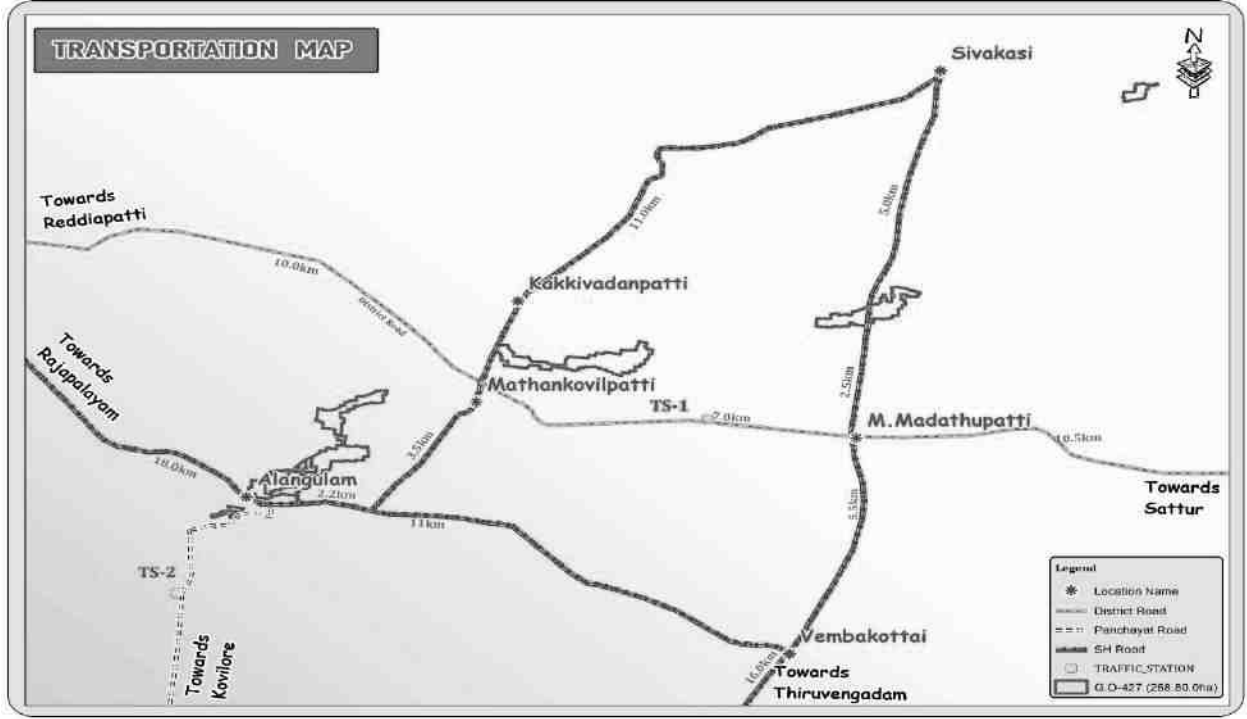 TRANSPORTATION MAP
N
Sivakasi
Towards
Reddiapatti
5.0km
11.0km
10.0km
Kakkivadanpatti
District Road
Towards
Rajapalayam
Mathankovilpatti
2.5km
TS-1
7.0km
M.Madathupatti
10.5km
3.5km
18.0km
Alangulam
2.2km
Towards
Sattur
11km
5.5km
TS-2
Vembakottai
Towards
Kovilore
16.0km
Towards
Thiruvengadam
Legend
Location Name
District Road
Panchayat Road
SH Road
TRAFFIC_STATION
G.O-427 (268.80.0ha)